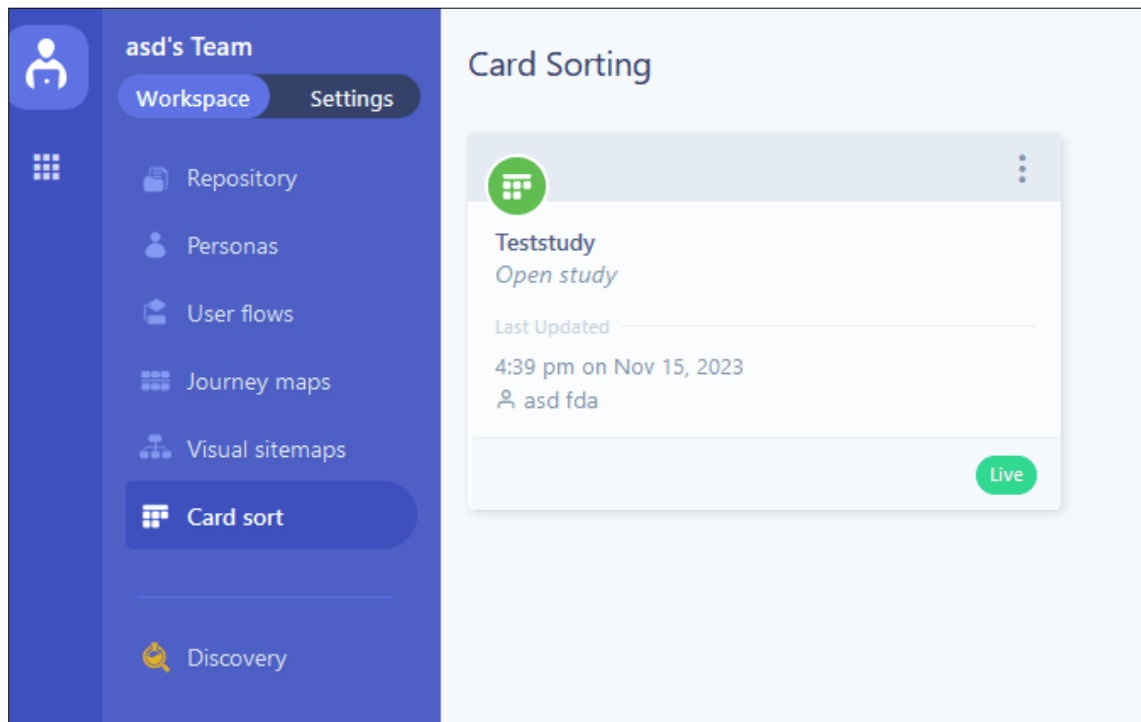 asd's Team
Workspace Settings
Repository
Personas
User flows
Journey maps
Visual sitemaps
Card sort
Discovery
Card Sorting
Teststudy
Open study
Last Updated
4:39 pm on Nov 15, 2023
asd fda
Live